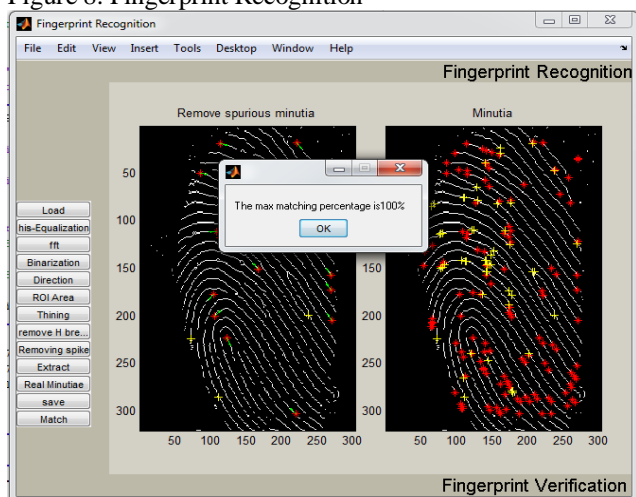 Figure 8. Fingerprint Recognition
Fingerprint Recognition
File Edit View Insert Tools Desktop Window Help
Fingerprint Recognition
Remove spurious minutia
Minutia
The max matching percentage is100%
OK
Load
his-Equalization
fft
Binarization
Direction
ROI Area
Thining
remove H bre...
Removing spike
Extract
Real Minutiae
save
Match
50
100
150
200
250
300
50 100 150 200 250 300
50
100
150
200
250
300
50 100 150 200 250 300
Fingerprint Verification